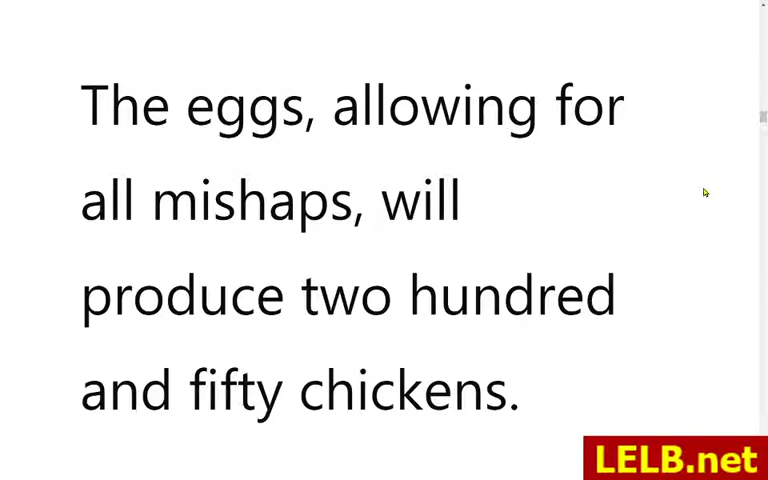 The eggs, allowing for
all mishaps, will
produce two hundred
and fifty chickens.
LELB.net